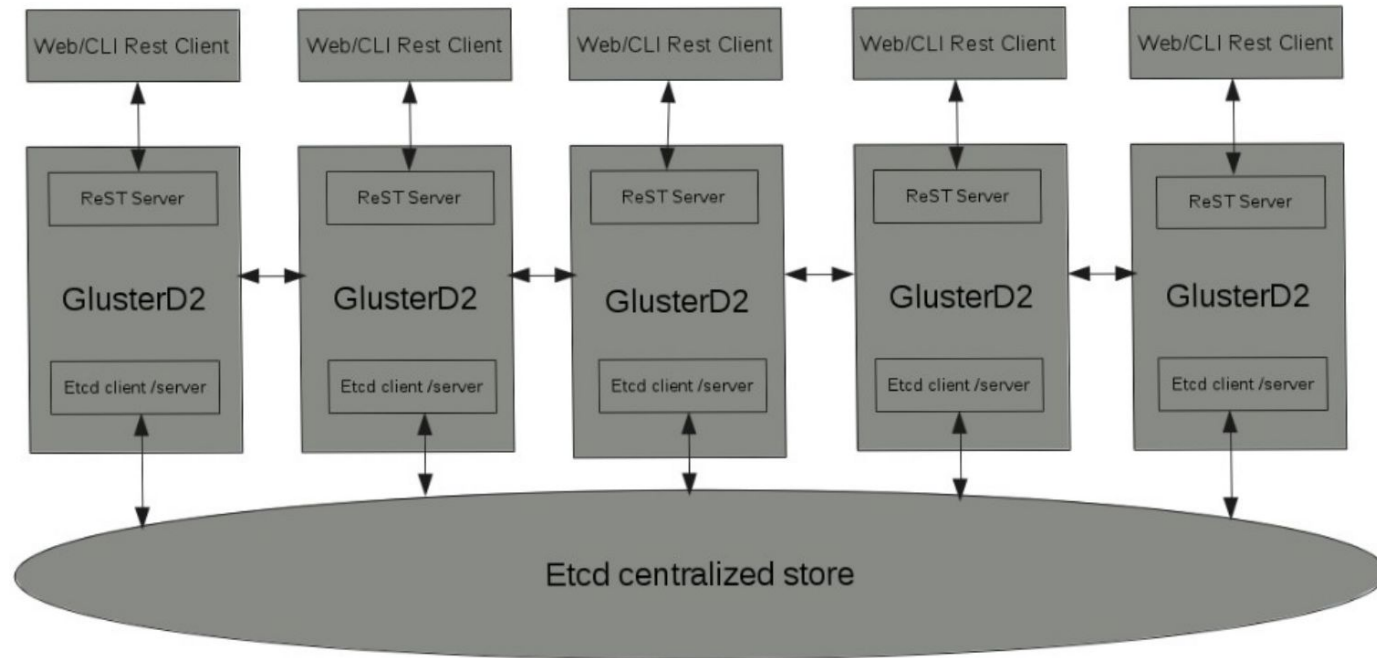 Web/CLI Rest Client
Web/CLI Rest Client
Web/CLI Rest Client
Web/CLI Rest Client
Web/CLI Rest Client
ReST Server
ReST Server
ReST Server
ReST Server
ReST Server
GlusterD2
GlusterD2
GlusterD2
GlusterD2
GlusterD2
Etcd client /server
Etcd client /server
Etcd client /server
Etcd client /server
Etcd client /server
Etcd centralized store